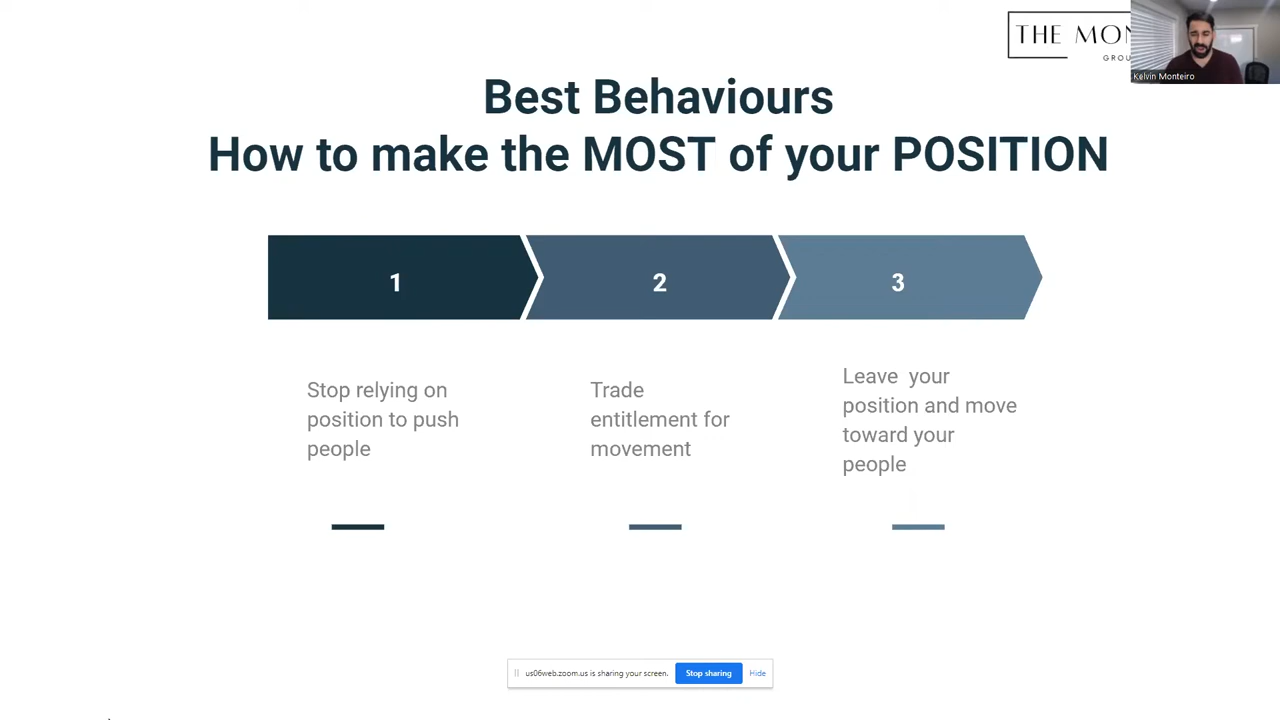 THE MON
GROU
Kelvin Monteiro
Best Behaviours
How to make the MOST of your POSITION
1
2
3
Stop relying on
position to push
people
Trade
entitlement for
movement
Leave your
position and move
toward your
people
us06web.zoom.us is sharing your screen.
Stop sharing
Hide